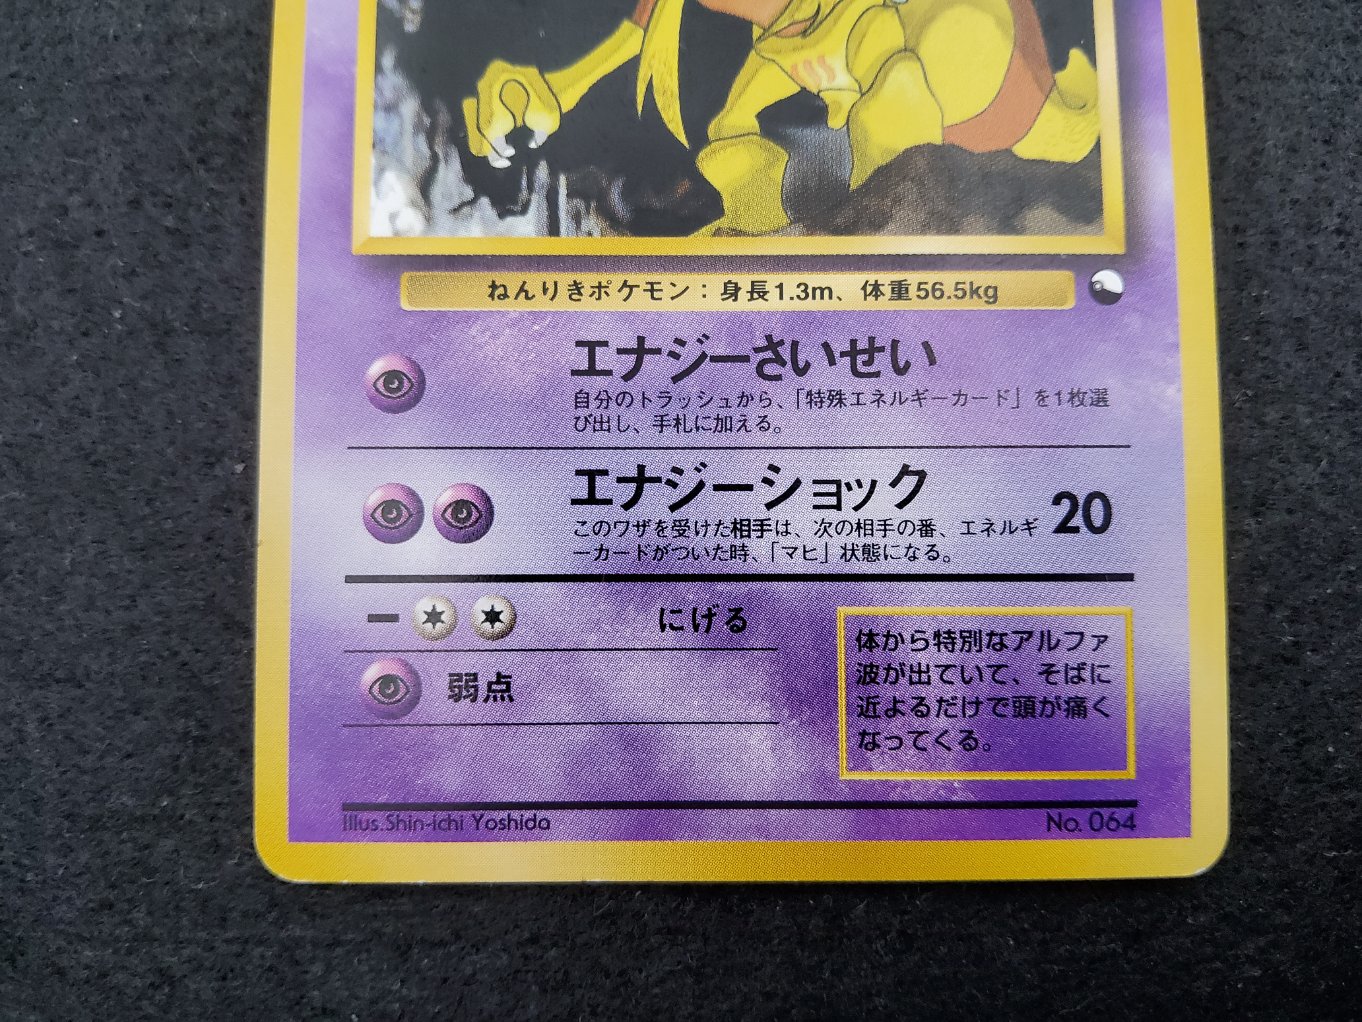 ねんりきポケモン：身長1.3m、体重56.5kg
エナジーさいせい
自分のトラッシュから、「特殊エネルギーカード」を1枚選
び出し、手札に加える。
エナジーショック
20
このワザを受けた相手は、次の相手の番、エネルギ
ーカードがついた時、「マヒ」状態になる。
にげる
弱点
体から特別なアルファ
波が出ていて、そばに
近よるだけで頭が痛く
なってくる。
Illus. Shin-ichi Yoshida
No. 064